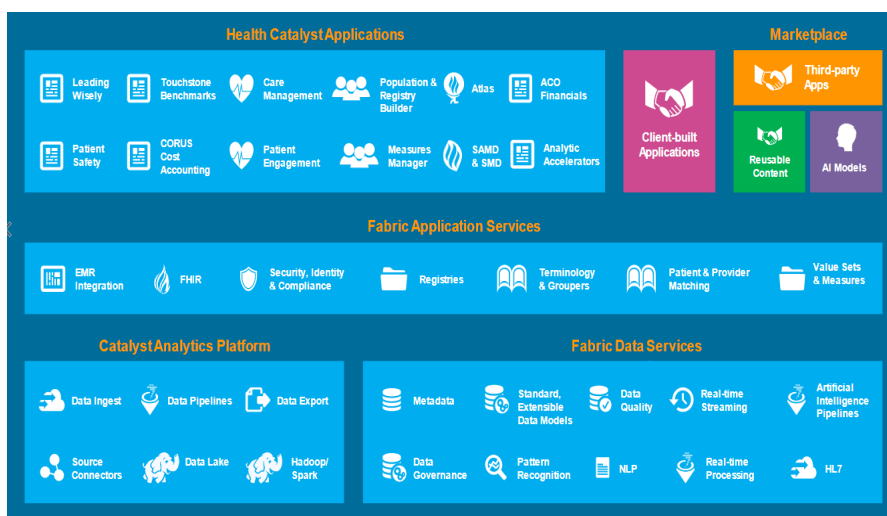 Health Catalyst Applications
Marketplace
Leading
Wisely
Touchstone
Benchmarks
Care
Management
Population &
Registry
Builder
Atlas
ACO
Financials
Patient
Safety
CORUS
Cost
Accounting
Patient
Engagement
Measures
Manager
SAMD
& SMD
Analytic
Accelerators
Client-built
Applications
Third-party
Apps
Reusable
Content
AI Models
Fabric Application Services
EMR
Integration
FHIR
Security, Identity
& Compliance
Registries
Terminology
& Groupers
Patient & Provider
Matching
Value Sets
& Measures
Catalyst Analytics Platform
Data Ingest
Data Pipelines
Data Export
Source
Connectors
Data Lake
Hadoop/
Spark
Fabric Data Services
Metadata
Standard,
Extensible
Data Models
Data
Quality
Real-time
Streaming
Artificial
Intelligence
Pipelines
Data
Governance
Pattern
Recognition
NLP
Real-time
Processing
HL7